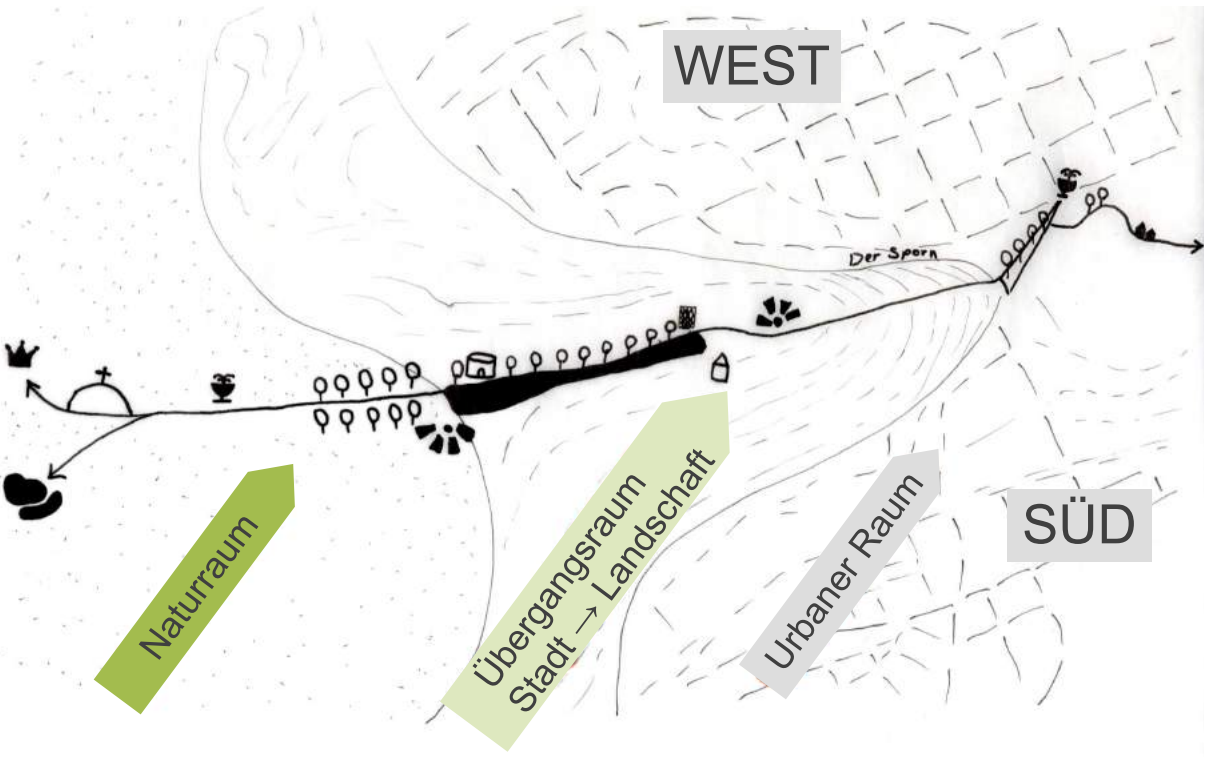 WEST
Der Sporn
Naturraum
Übergangsraum
Stadt → Landschaft
Urbaner Raum
SÜD